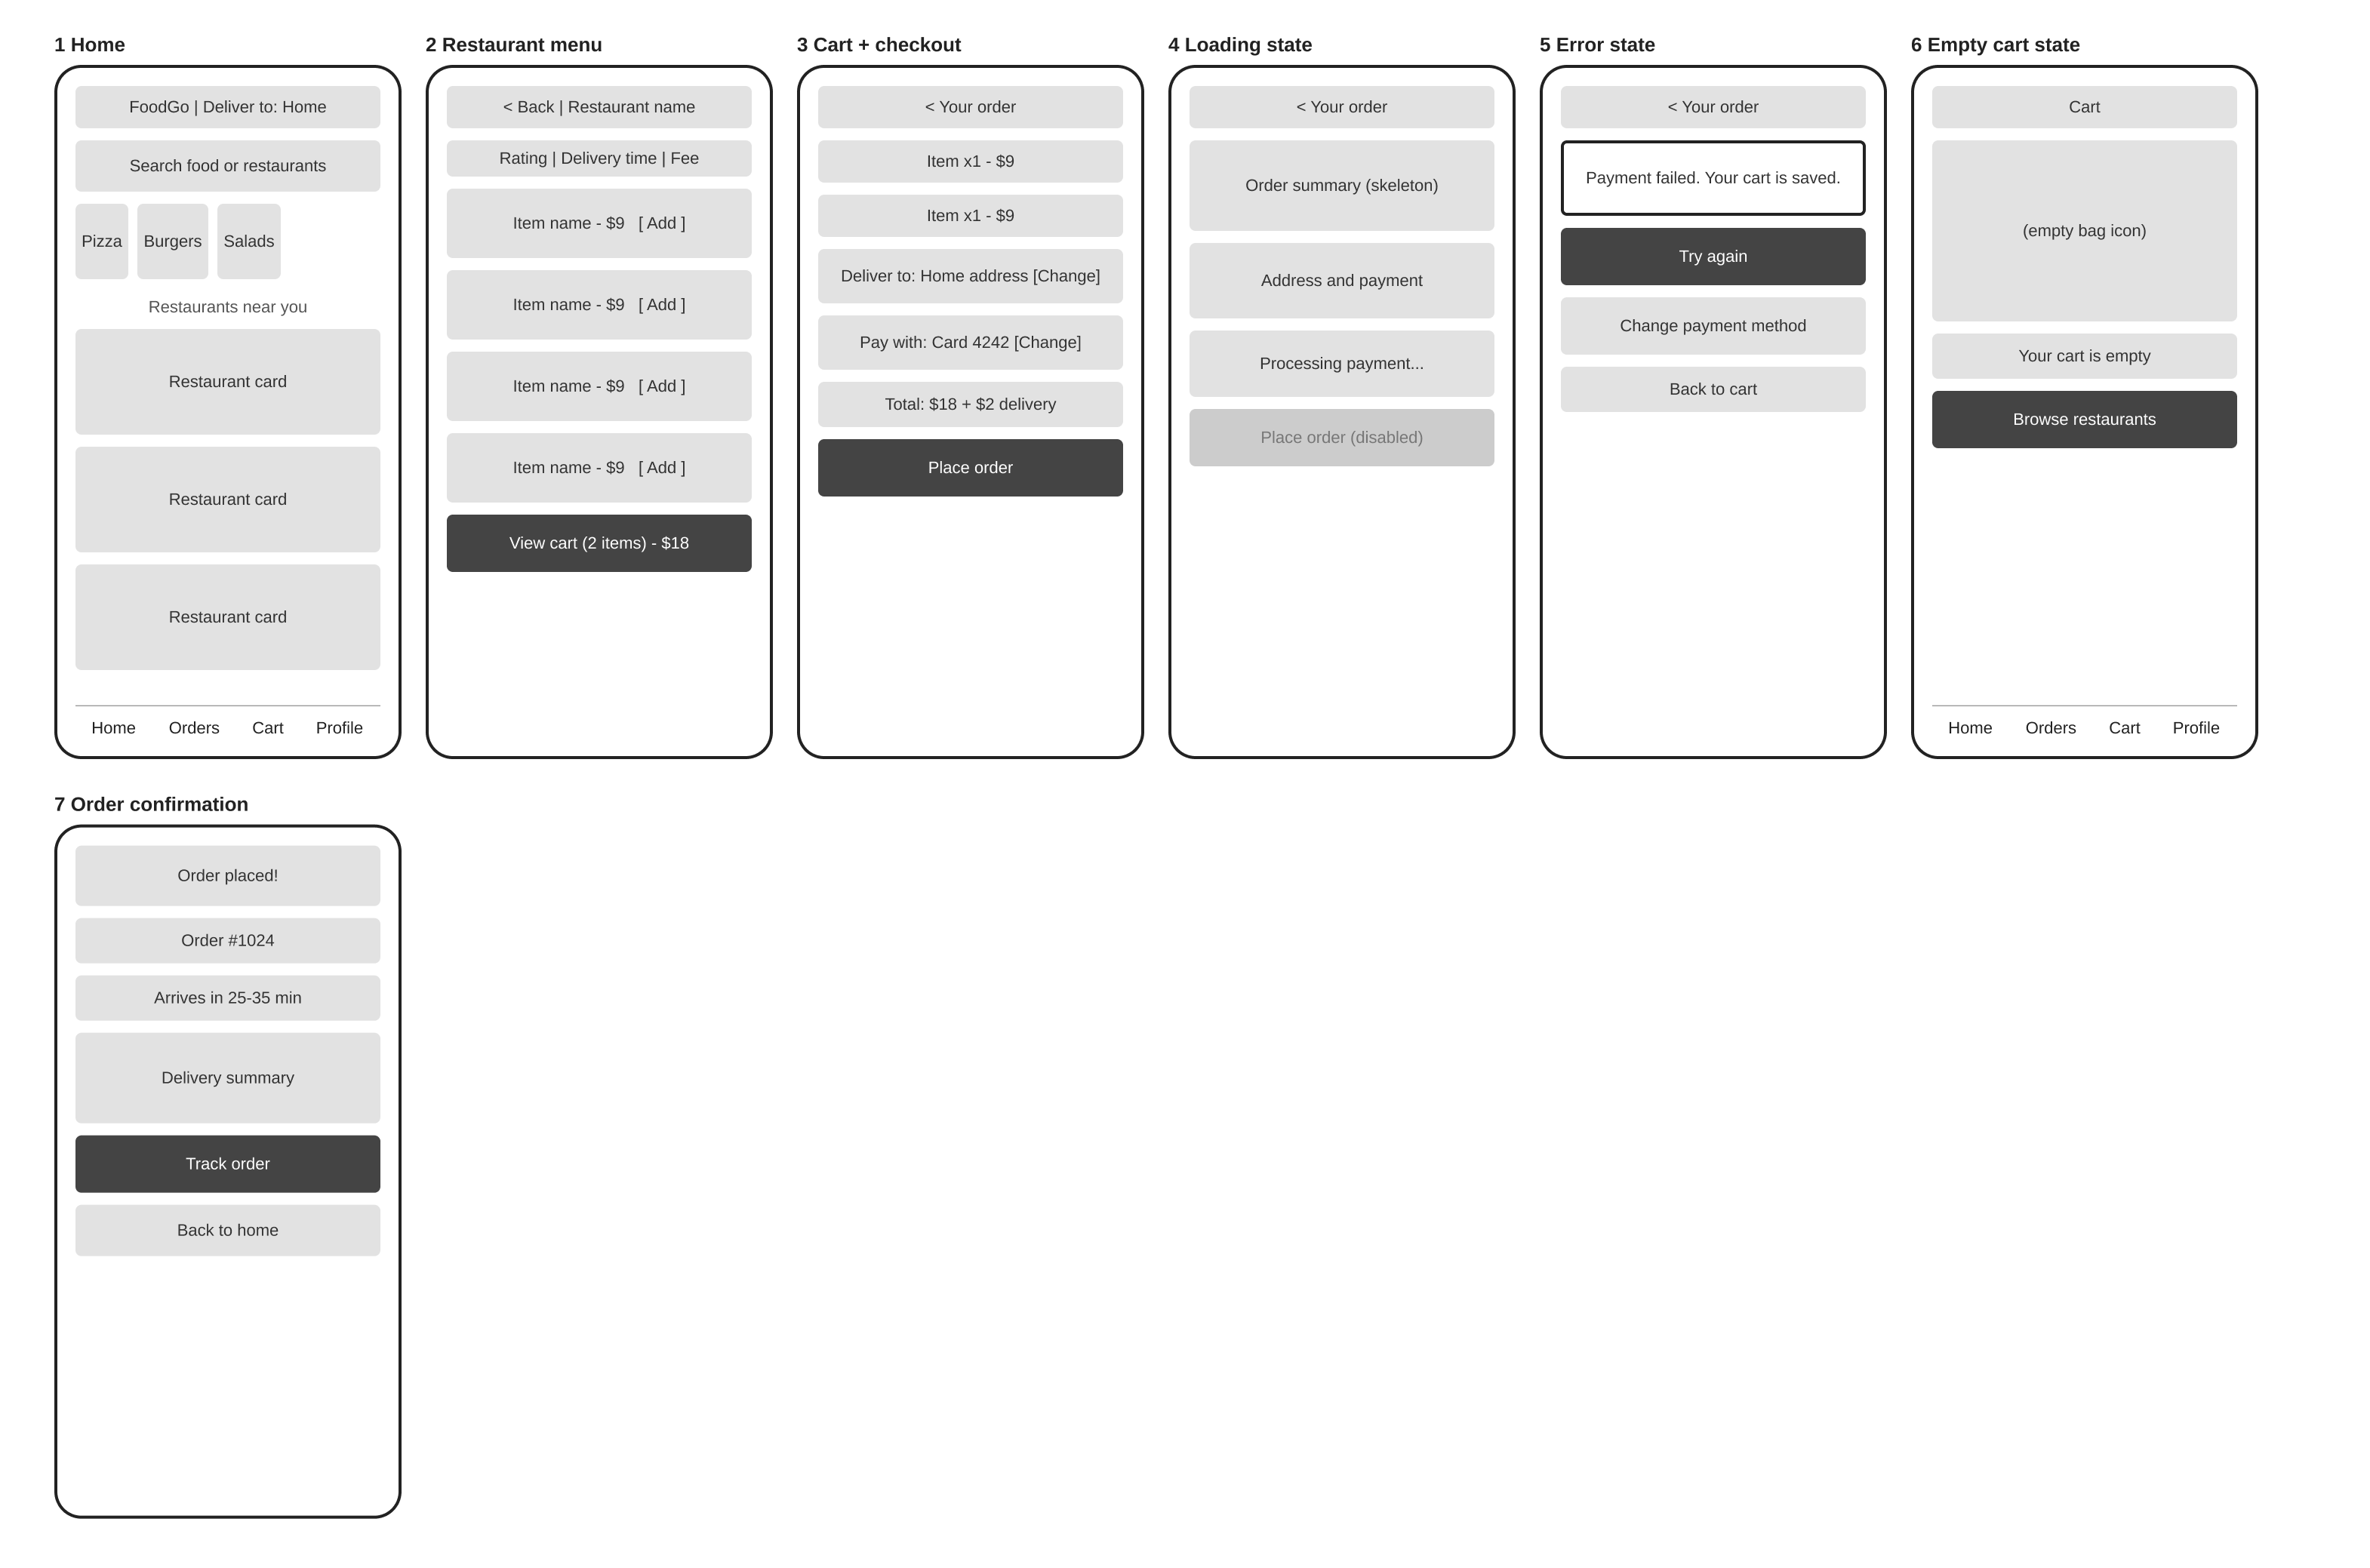 1 Home
FoodGo | Deliver to: Home
Search food or restaurants
Pizza
Burgers
Salads
Restaurants near you
Restaurant card
Restaurant card
Restaurant card
Home
Orders
Cart
Profile
2 Restaurant menu
< Back | Restaurant name
Rating | Delivery time | Fee
Item name - $9 [ Add ]
Item name - $9 [ Add ]
Item name - $9 [ Add ]
Item name - $9 [ Add ]
View cart (2 items) - $18
3 Cart + checkout
< Your order
Item x1 - $9
Item x1 - $9
Deliver to: Home address [Change]
Pay with: Card 4242 [Change]
Total: $18 + $2 delivery
Place order
4 Loading state
< Your order
Order summary (skeleton)
Address and payment
Processing payment...
Place order (disabled)
5 Error state
< Your order
Payment failed. Your cart is saved.
Try again
Change payment method
Back to cart
6 Empty cart state
Cart
(empty bag icon)
Your cart is empty
Browse restaurants
Home
Orders
Cart
Profile
7 Order confirmation
Order placed!
Order #1024
Arrives in 25-35 min
Delivery summary
Track order
Back to home